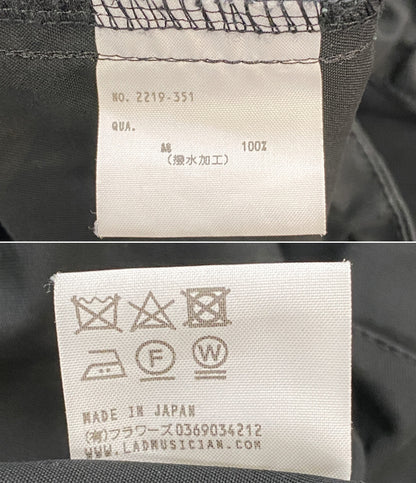 NO. 2219-351
QUA.
綿 100%
(撥水加工)
F W
MADE IN JAPAN
(有)フラワーズ0369034212
WWW.LADMUSICIAN.COM